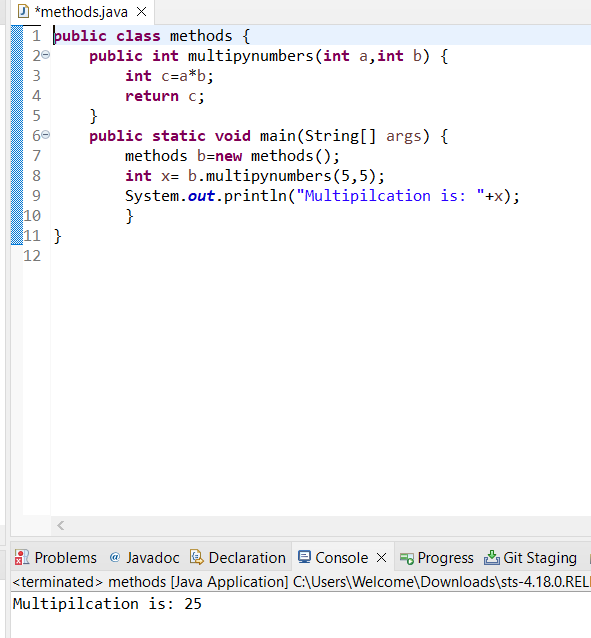 *methods.java
1 public class methods {
2 public int multipynumbers(int a,int b) {
3 int c=a*b;
4 return c;
5 }
6 public static void main(String[] args) {
7 methods b=new methods();
8 int x= b.multipynumbers(5,5);
9 System.out.println("Multipilcation is: "+x);
10 }
11 }
12
Problems @ Javadoc Declaration Console Progress Git Staging
<terminated> methods [Java Application] C:\Users\Welcome\Downloads\sts-4.18.0.REL
Multipilcation is: 25